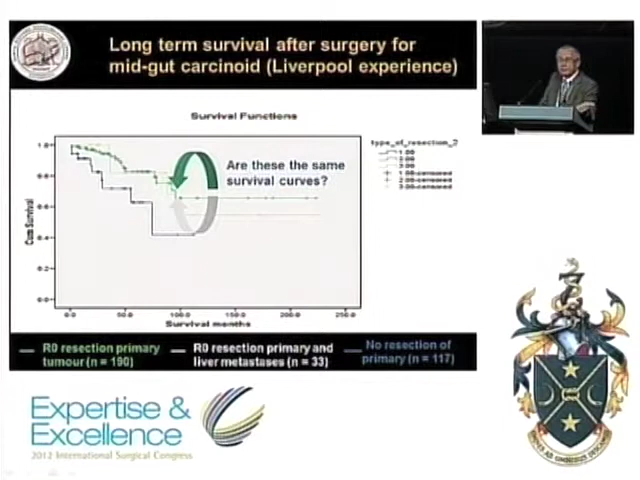 Long term survival after surgery for
mid-gut carcinoid (Liverpool experience)
Survival Functions
type_of_resection_2
1.00
2.00
3.00
1.00-censored
2.00-censored
3.00-censored
Are these the same
survival curves?
Cum Survival
1.0
0.8
0.6
0.4
0.2
0.0
0.0
50.0
100.0
150.0
200.0
250.0
Survival months
R0 resection primary
tumour (n = 190)
R0 resection primary and
liver metastases (n = 33)
No resection of
primary (n = 117)
Expertise &
Excellence
2012 International Surgical Congress